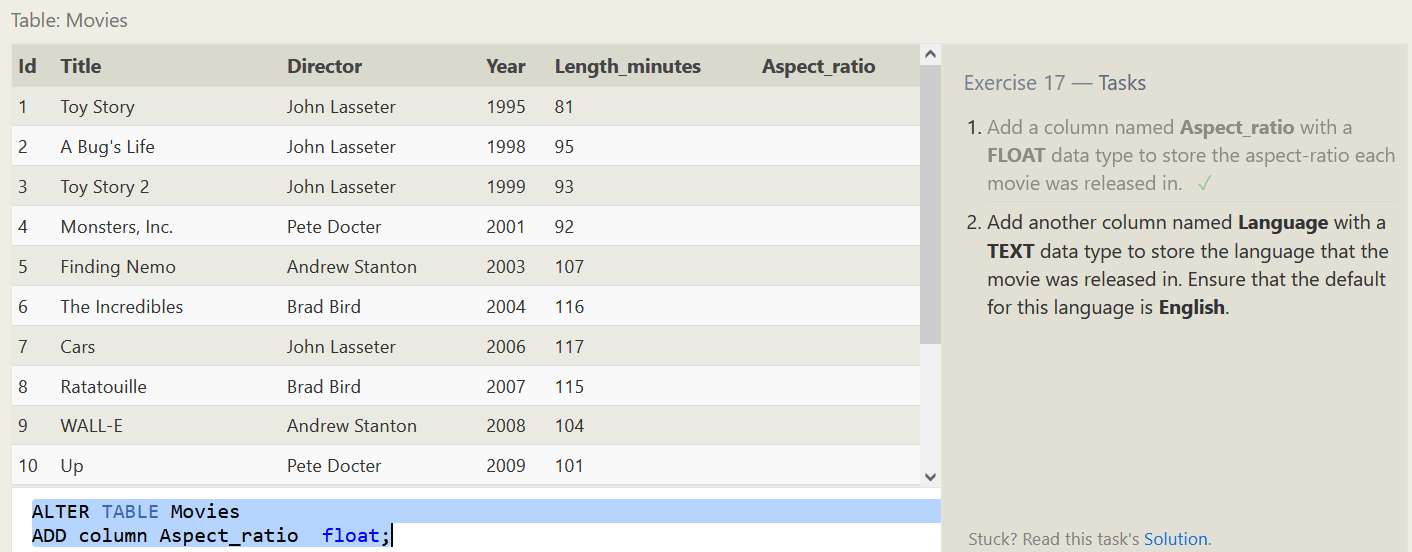 Table: Movies
Id Title Director Year Length_minutes Aspect_ratio
1 Toy Story John Lasseter 1995 81
2 A Bug's Life John Lasseter 1998 95
3 Toy Story 2 John Lasseter 1999 93
4 Monsters, Inc. Pete Docter 2001 92
5 Finding Nemo Andrew Stanton 2003 107
6 The Incredibles Brad Bird 2004 116
7 Cars John Lasseter 2006 117
8 Ratatouille Brad Bird 2007 115
9 WALL-E Andrew Stanton 2008 104
10 Up Pete Docter 2009 101
ALTER TABLE Movies
ADD column Aspect_ratio  float;
Exercise 17 — Tasks
1. Add a column named Aspect_ratio with a
FLOAT data type to store the aspect-ratio each
movie was released in. ✓
2. Add another column named Language with a
TEXT data type to store the language that the
movie was released in. Ensure that the default
for this language is English.
Stuck? Read this task's Solution.